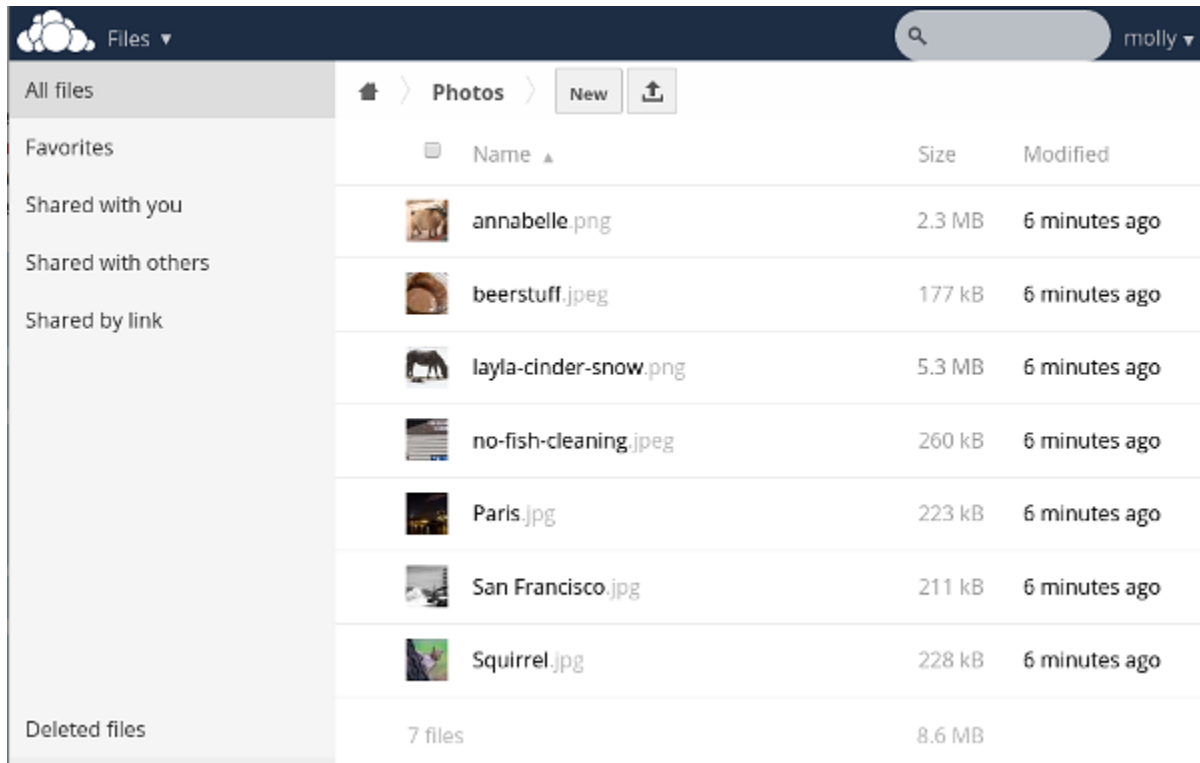 Files ▼ molly ▼
All files
Favorites
Shared with you
Shared with others
Shared by link
Deleted files
Photos New
Name ▲ Size Modified
annabelle.png 2.3 MB 6 minutes ago
beerstuff.jpeg 177 kB 6 minutes ago
layla-cinder-snow.png 5.3 MB 6 minutes ago
no-fish-cleaning.jpeg 260 kB 6 minutes ago
Paris.jpg 223 kB 6 minutes ago
San Francisco.jpg 211 kB 6 minutes ago
Squirrel.jpg 228 kB 6 minutes ago
7 files 8.6 MB